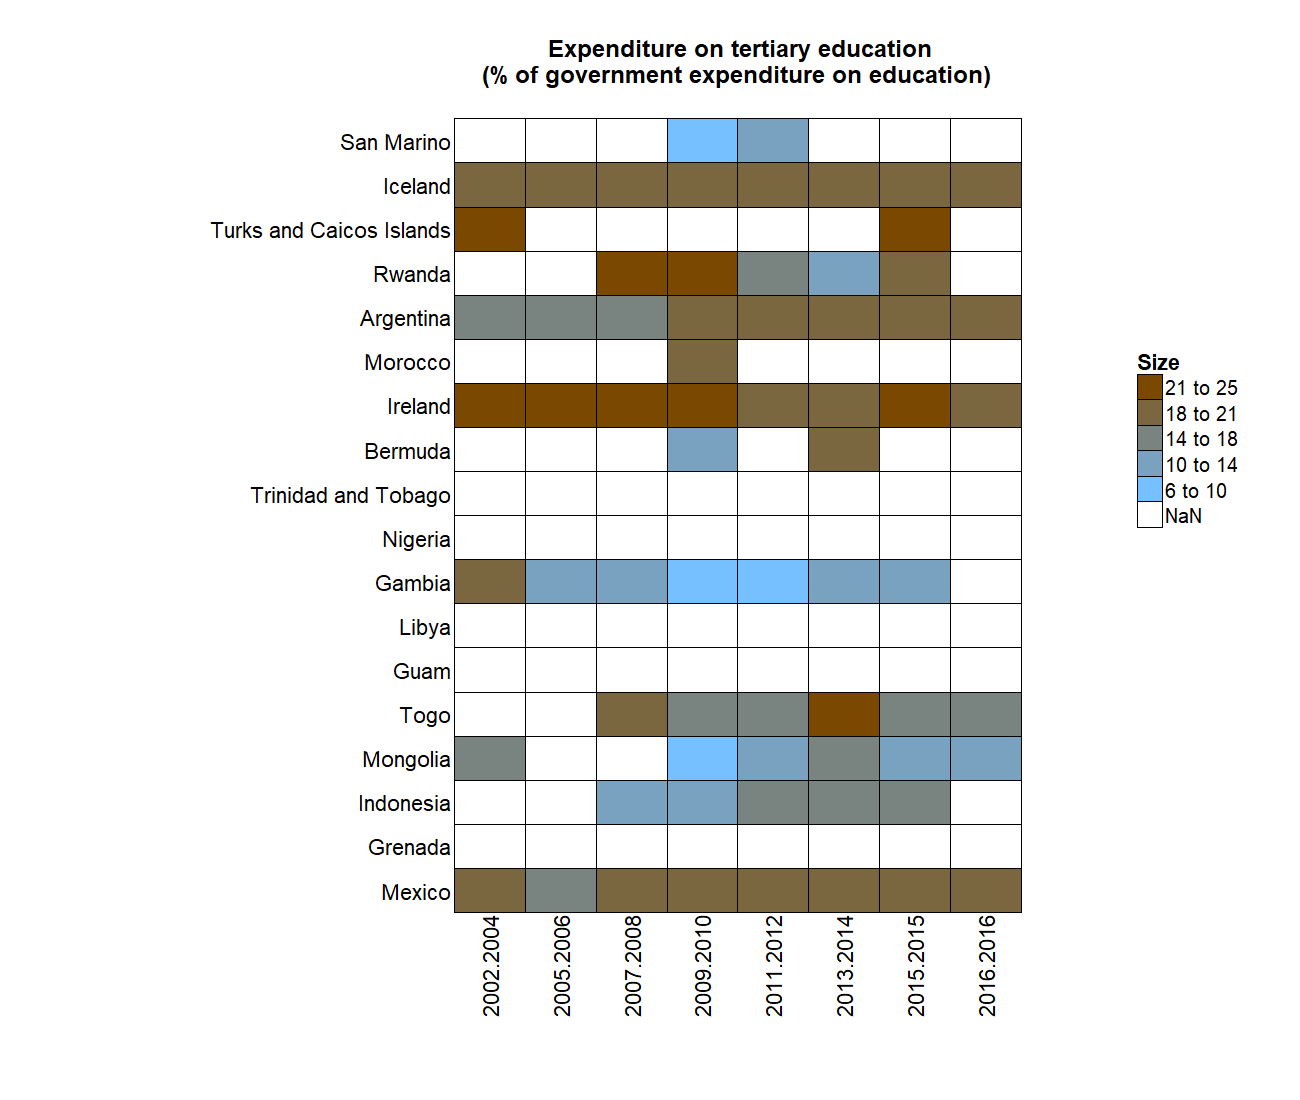 Expenditure on tertiary education
(% of government expenditure on education)
San Marino
Iceland
Turks and Caicos Islands
Rwanda
Argentina
Morocco
Ireland
Bermuda
Trinidad and Tobago
Nigeria
Gambia
Libya
Guam
Togo
Mongolia
Indonesia
Grenada
Mexico
2002.2004
2005.2006
2007.2008
2009.2010
2011.2012
2013.2014
2015.2015
2016.2016
Size
21 to 25
18 to 21
14 to 18
10 to 14
6 to 10
NaN